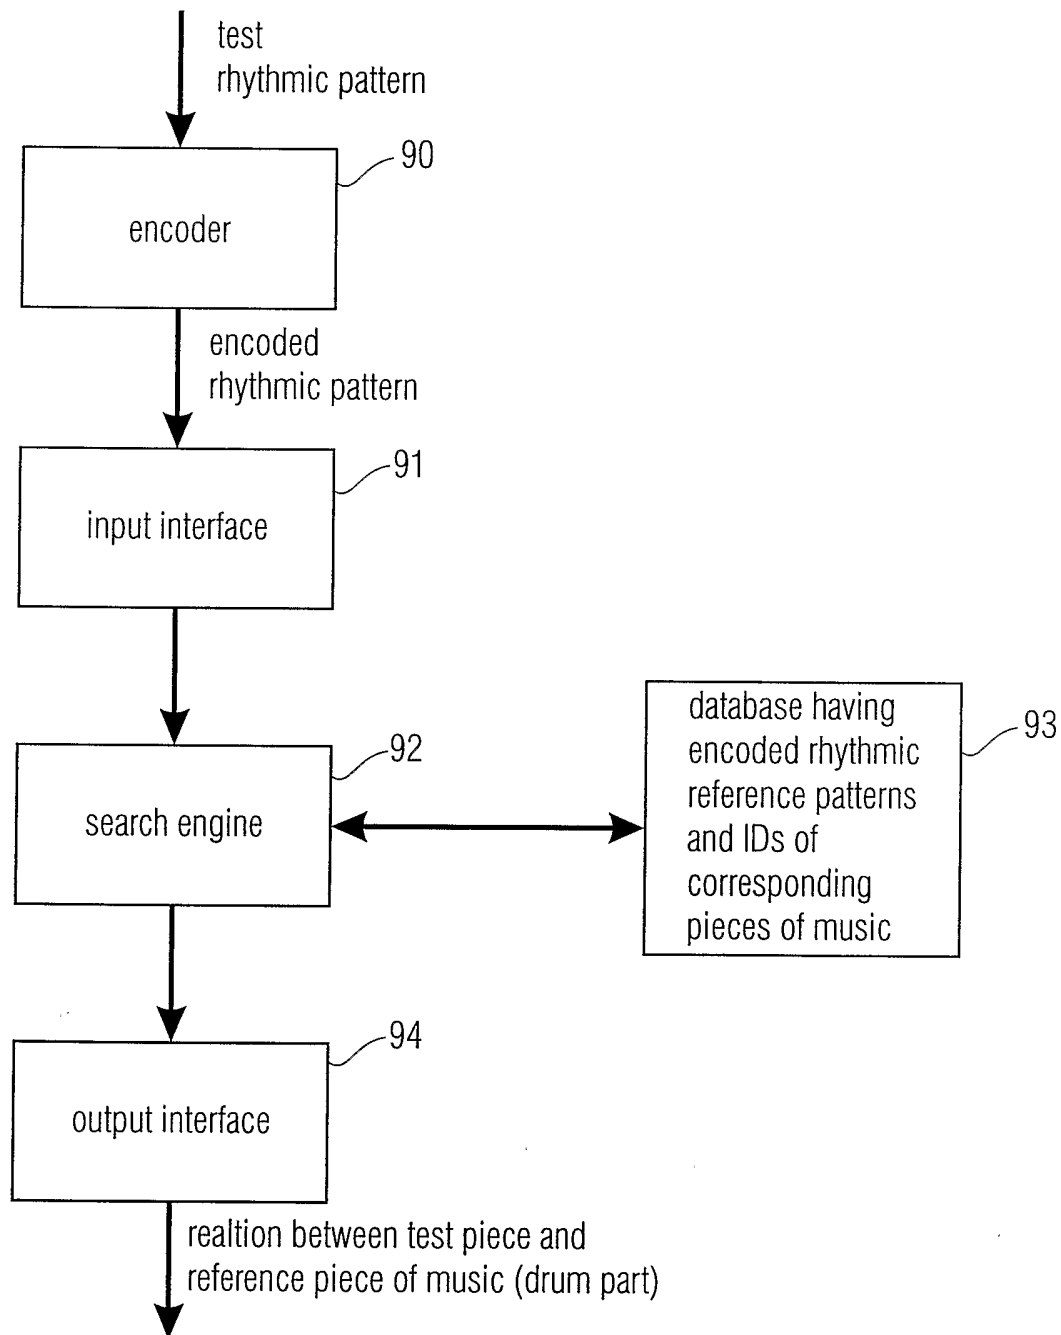 test
rhythmic pattern
90
encoder
encoded
rhythmic pattern
91
input interface
92
search engine
database having
encoded rhythmic
reference patterns
and IDs of
corresponding
pieces of music
93
94
output interface
realtion between test piece and
reference piece of music (drum part)